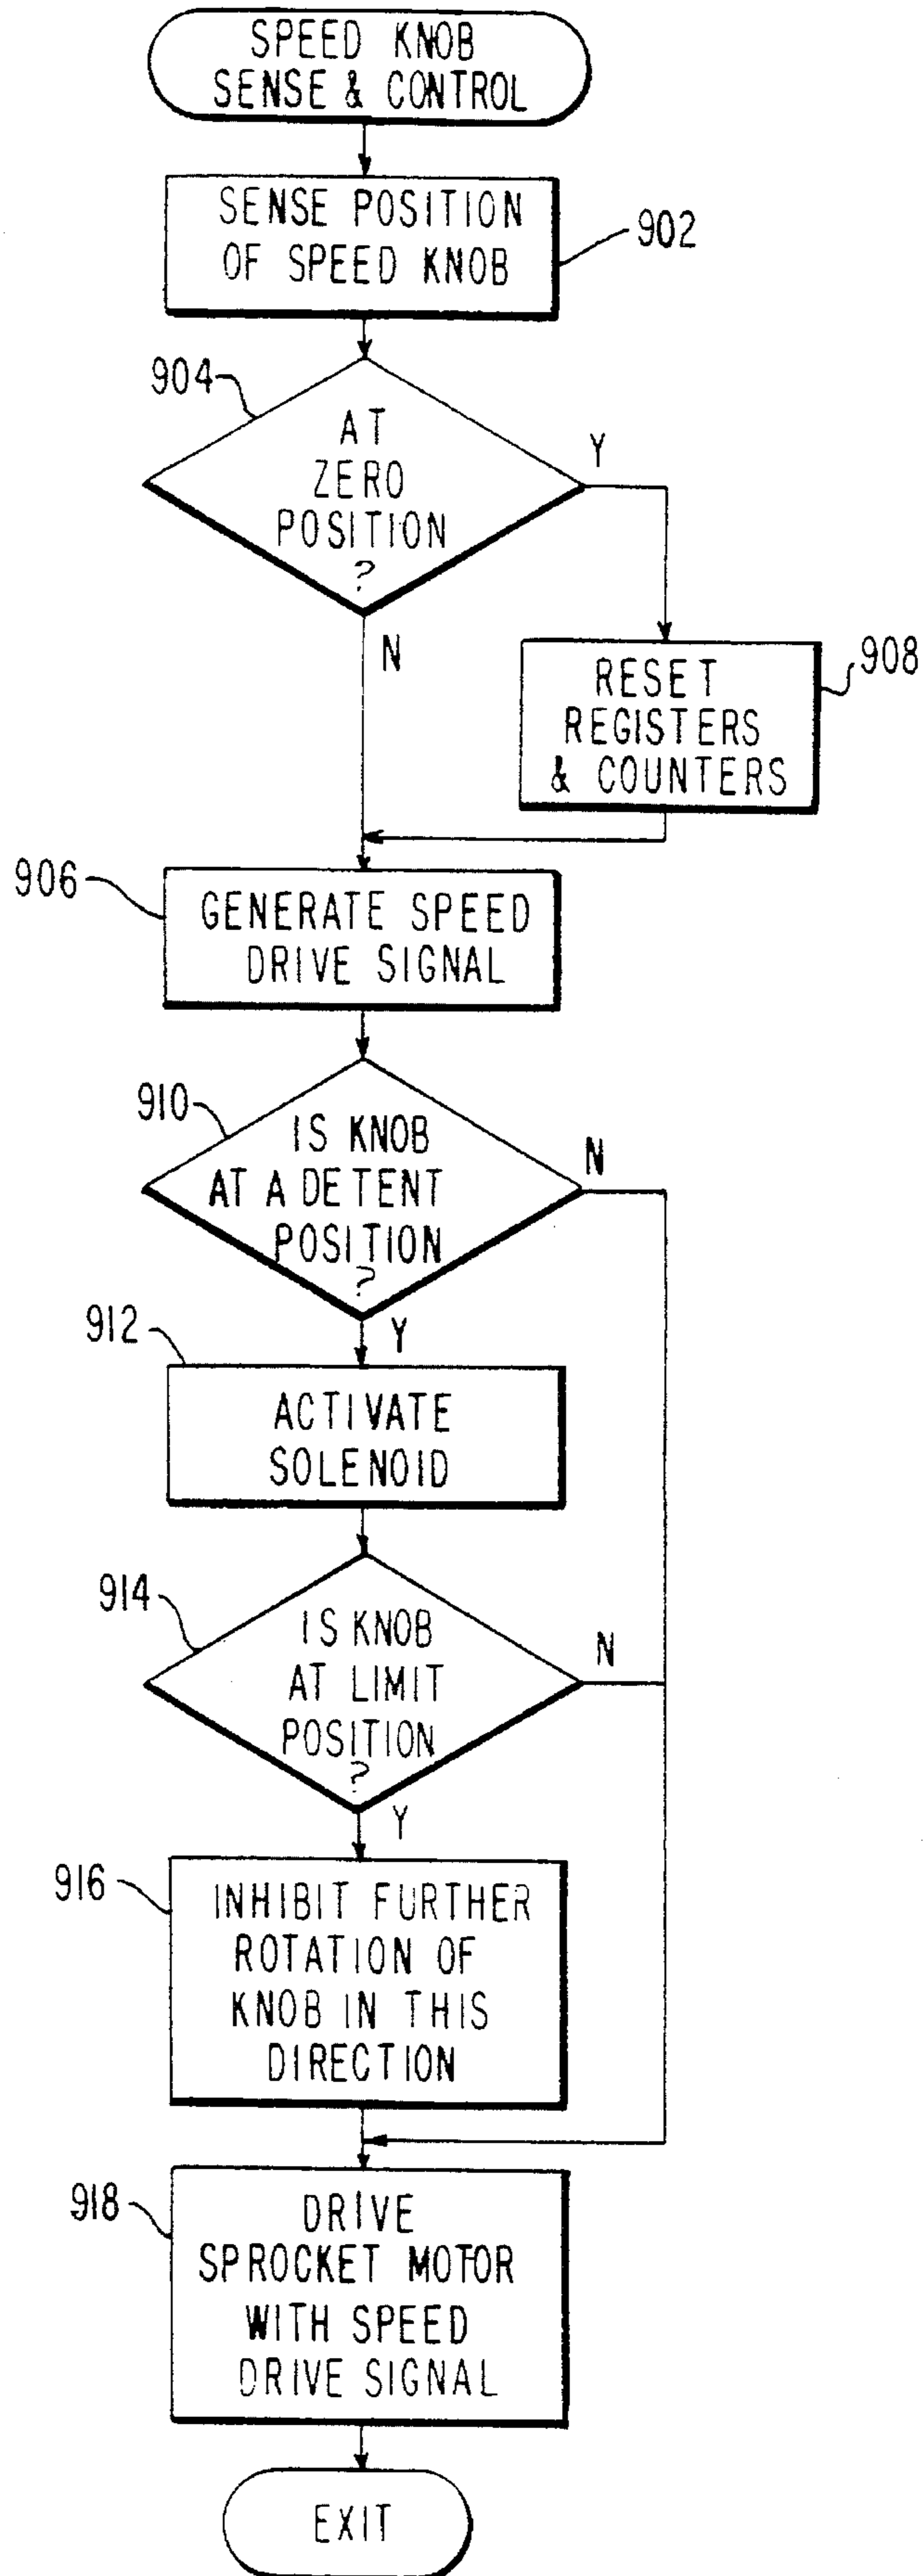 SPEED KNOB
SENSE & CONTROL
SENSE POSITION
OF SPEED KNOB
902
904
AT
ZERO
POSITION
?
Y
N
RESET
REGISTERS
& COUNTERS
908
906
GENERATE SPEED
DRIVE SIGNAL
910
IS KNOB
AT A DETENT
POSITION
?
N
Y
912
ACTIVATE
SOLENOID
914
IS KNOB
AT LIMIT
POSITION
?
N
Y
916
INHIBIT FURTHER
ROTATION OF
KNOB IN THIS
DIRECTION
918
DRIVE
SPROCKET MOTOR
WITH SPEED
DRIVE SIGNAL
EXIT